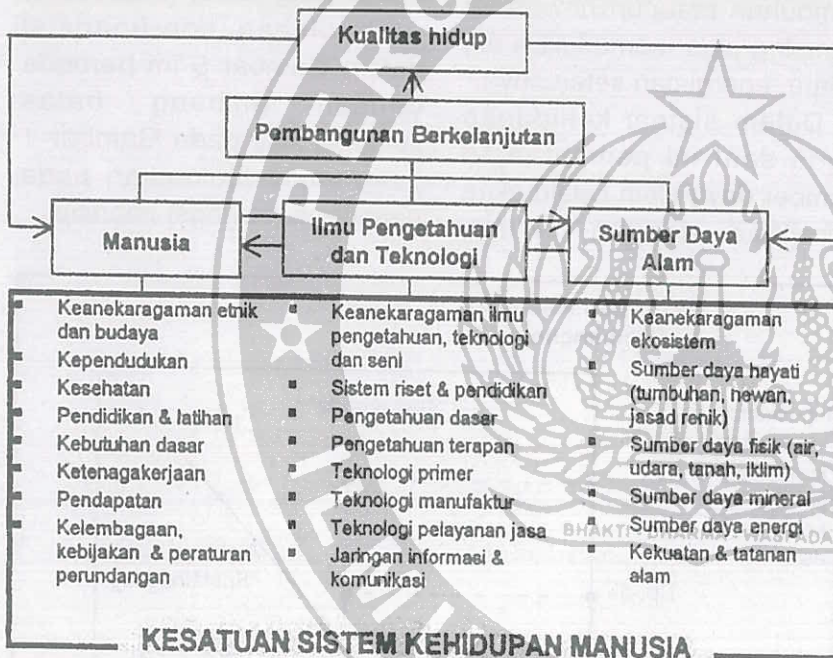 Kualitas hidup
Pembangunan Berkelanjutan
Manusia
Ilmu Pengetahuan
dan Teknologi
Sumber Daya
Alam
Keanekaragaman etnik
dan budaya
Kependudukan
Kesehatan
Pendidikan & latihan
Kebutuhan dasar
Ketenagakerjaan
Pendapatan
Kelembagaan,
kebijakan & peraturan
perundangan
Keanekaragaman ilmu
pengetahuan, teknologi
dan seni
Sistem riset & pendidikan
Pengetahuan dasar
Pengetahuan terapan
Teknologi primer
Teknologi manufaktur
Teknologi pelayanan jasa
Jaringan informasi &
komunikasi
Keanekaragaman
ekosistem
Sumber daya hayati
(tumbuhan, hewan,
jasad renik)
Sumber daya fisik (air,
udara, tanah, iklim)
Sumber daya mineral
Sumber daya energi
Kekuatan & tatanan
alam
BHAKTI - DHARMA - WASPADA
KESATUAN SISTEM KEHIDUPAN MANUSIA